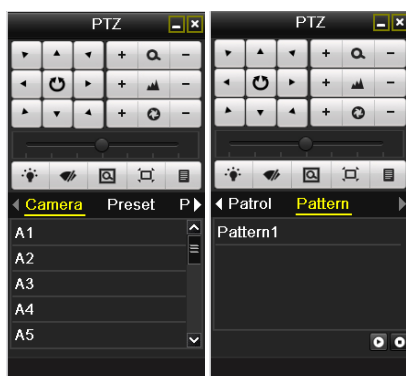 PTZ
Camera Preset P
A1
A2
A3
A4
A5
PTZ
Patrol Pattern
Pattern1